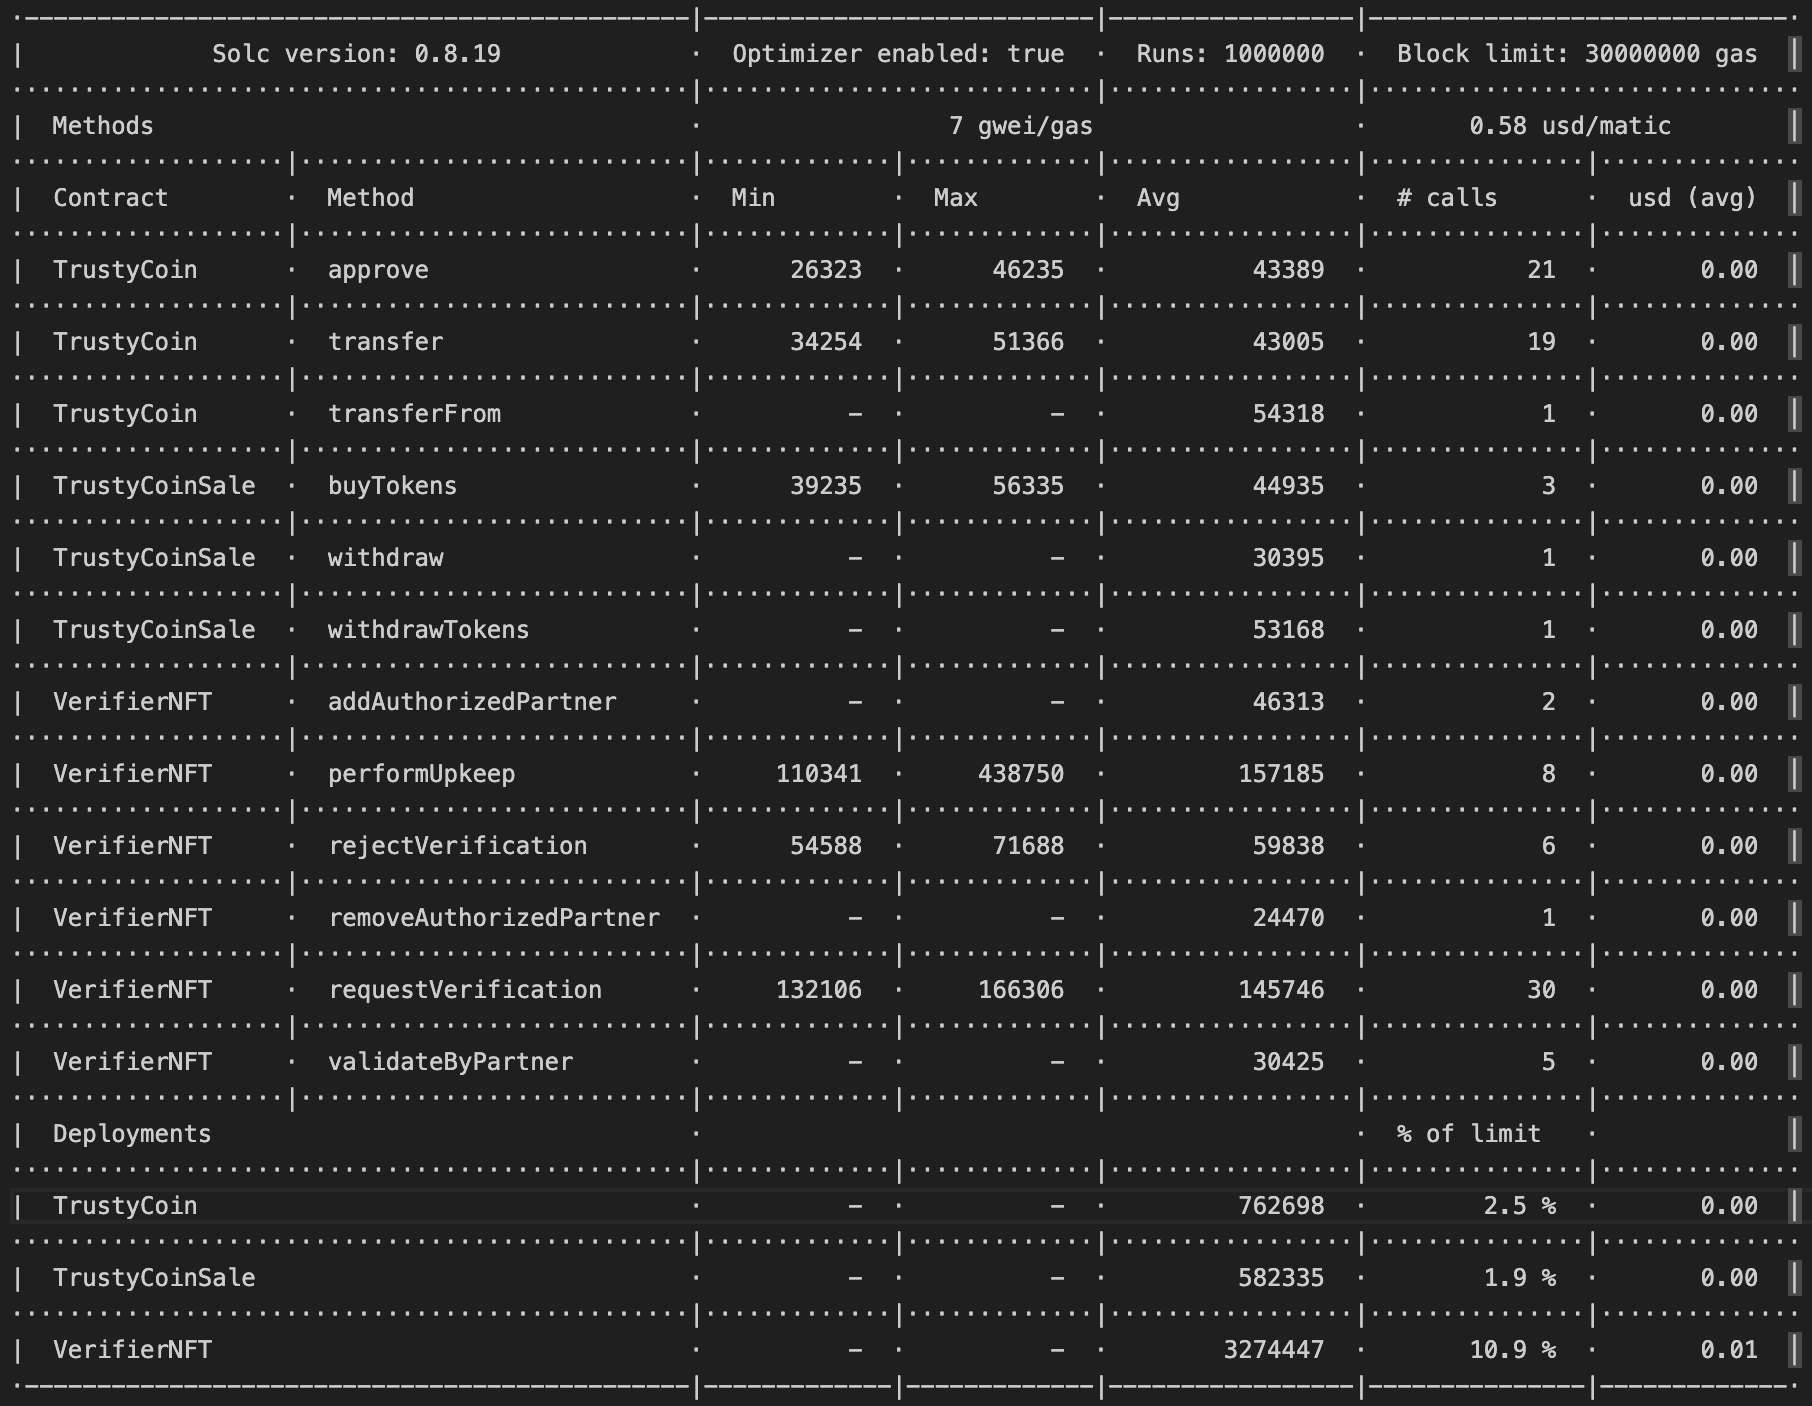 Solc version: 0.8.19 · Optimizer enabled: true · Runs: 1000000 · Block limit: 30000000 gas
Methods · 7 gwei/gas · 0.58 usd/matic
Contract · Method · Min · Max · Avg · # calls · usd (avg)
TrustyCoin · approve · 26323 · 46235 · 43389 · 21 · 0.00
TrustyCoin · transfer · 34254 · 51366 · 43005 · 19 · 0.00
TrustyCoin · transferFrom · - · - · 54318 · 1 · 0.00
TrustyCoinSale · buyTokens · 39235 · 56335 · 44935 · 3 · 0.00
TrustyCoinSale · withdraw · - · - · 30395 · 1 · 0.00
TrustyCoinSale · withdrawTokens · - · - · 53168 · 1 · 0.00
VerifierNFT · addAuthorizedPartner · - · - · 46313 · 2 · 0.00
VerifierNFT · performUpkeep · 110341 · 438750 · 157185 · 8 · 0.00
VerifierNFT · rejectVerification · 54588 · 71688 · 59838 · 6 · 0.00
VerifierNFT · removeAuthorizedPartner · - · - · 24470 · 1 · 0.00
VerifierNFT · requestVerification · 132106 · 166306 · 145746 · 30 · 0.00
VerifierNFT · validateByPartner · - · - · 30425 · 5 · 0.00
Deployments · · % of limit ·
TrustyCoin · - · - · 762698 · 2.5 % · 0.00
TrustyCoinSale · - · - · 582335 · 1.9 % · 0.00
VerifierNFT · - · - · 3274447 · 10.9 % · 0.01